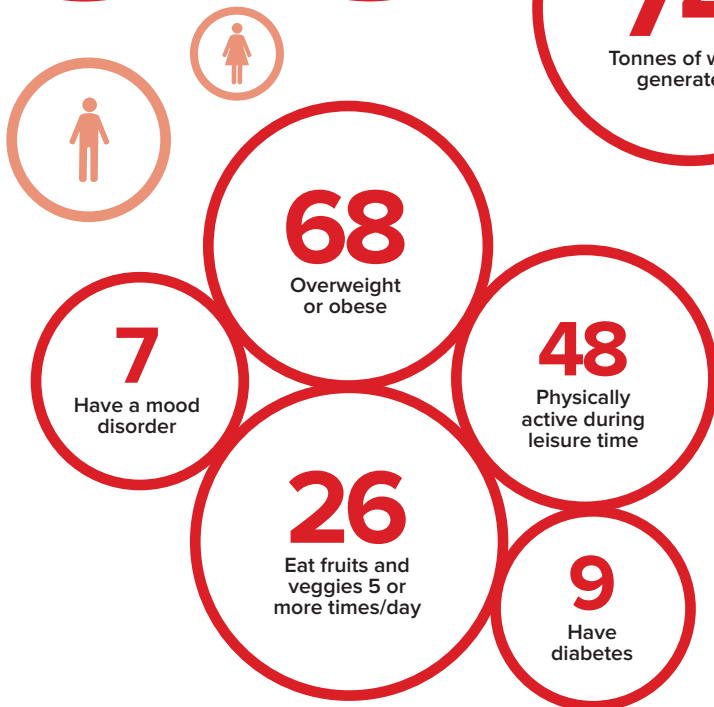 Tonnes of
68
Overweight
or obese
7
Have a mood
disorder
48
Physically
active during
leisure time
26
Eat fruits and
veggies 5 or
more times/day
9
Have
diabetes